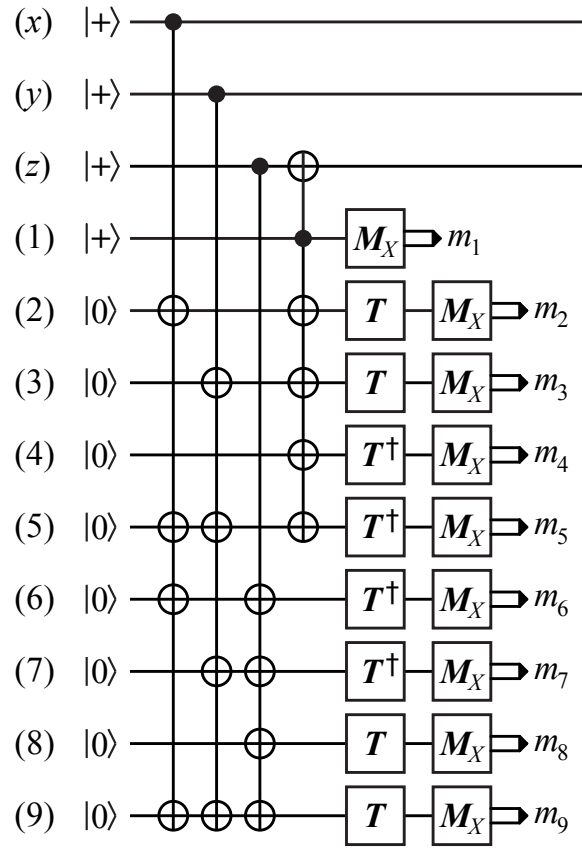 (x) |+⟩
(y) |+⟩
(z) |+⟩
(1) |+⟩ M_X m_1
(2) |0⟩ T M_X m_2
(3) |0⟩ T M_X m_3
(4) |0⟩ T† M_X m_4
(5) |0⟩ T† M_X m_5
(6) |0⟩ T† M_X m_6
(7) |0⟩ T† M_X m_7
(8) |0⟩ T M_X m_8
(9) |0⟩ T M_X m_9